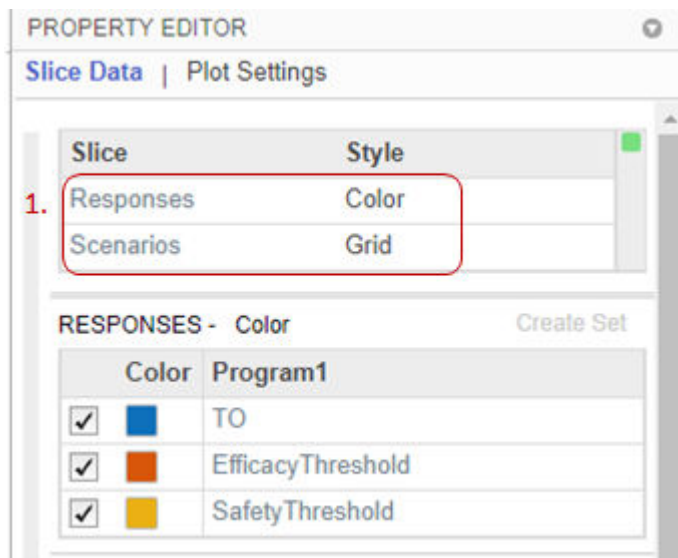 PROPERTY EDITOR
Slice Data | Plot Settings
Slice Style
1. Responses Color
Scenarios Grid
RESPONSES - Color Create Set
Color Program1
TO
EfficacyThreshold
SafetyThreshold